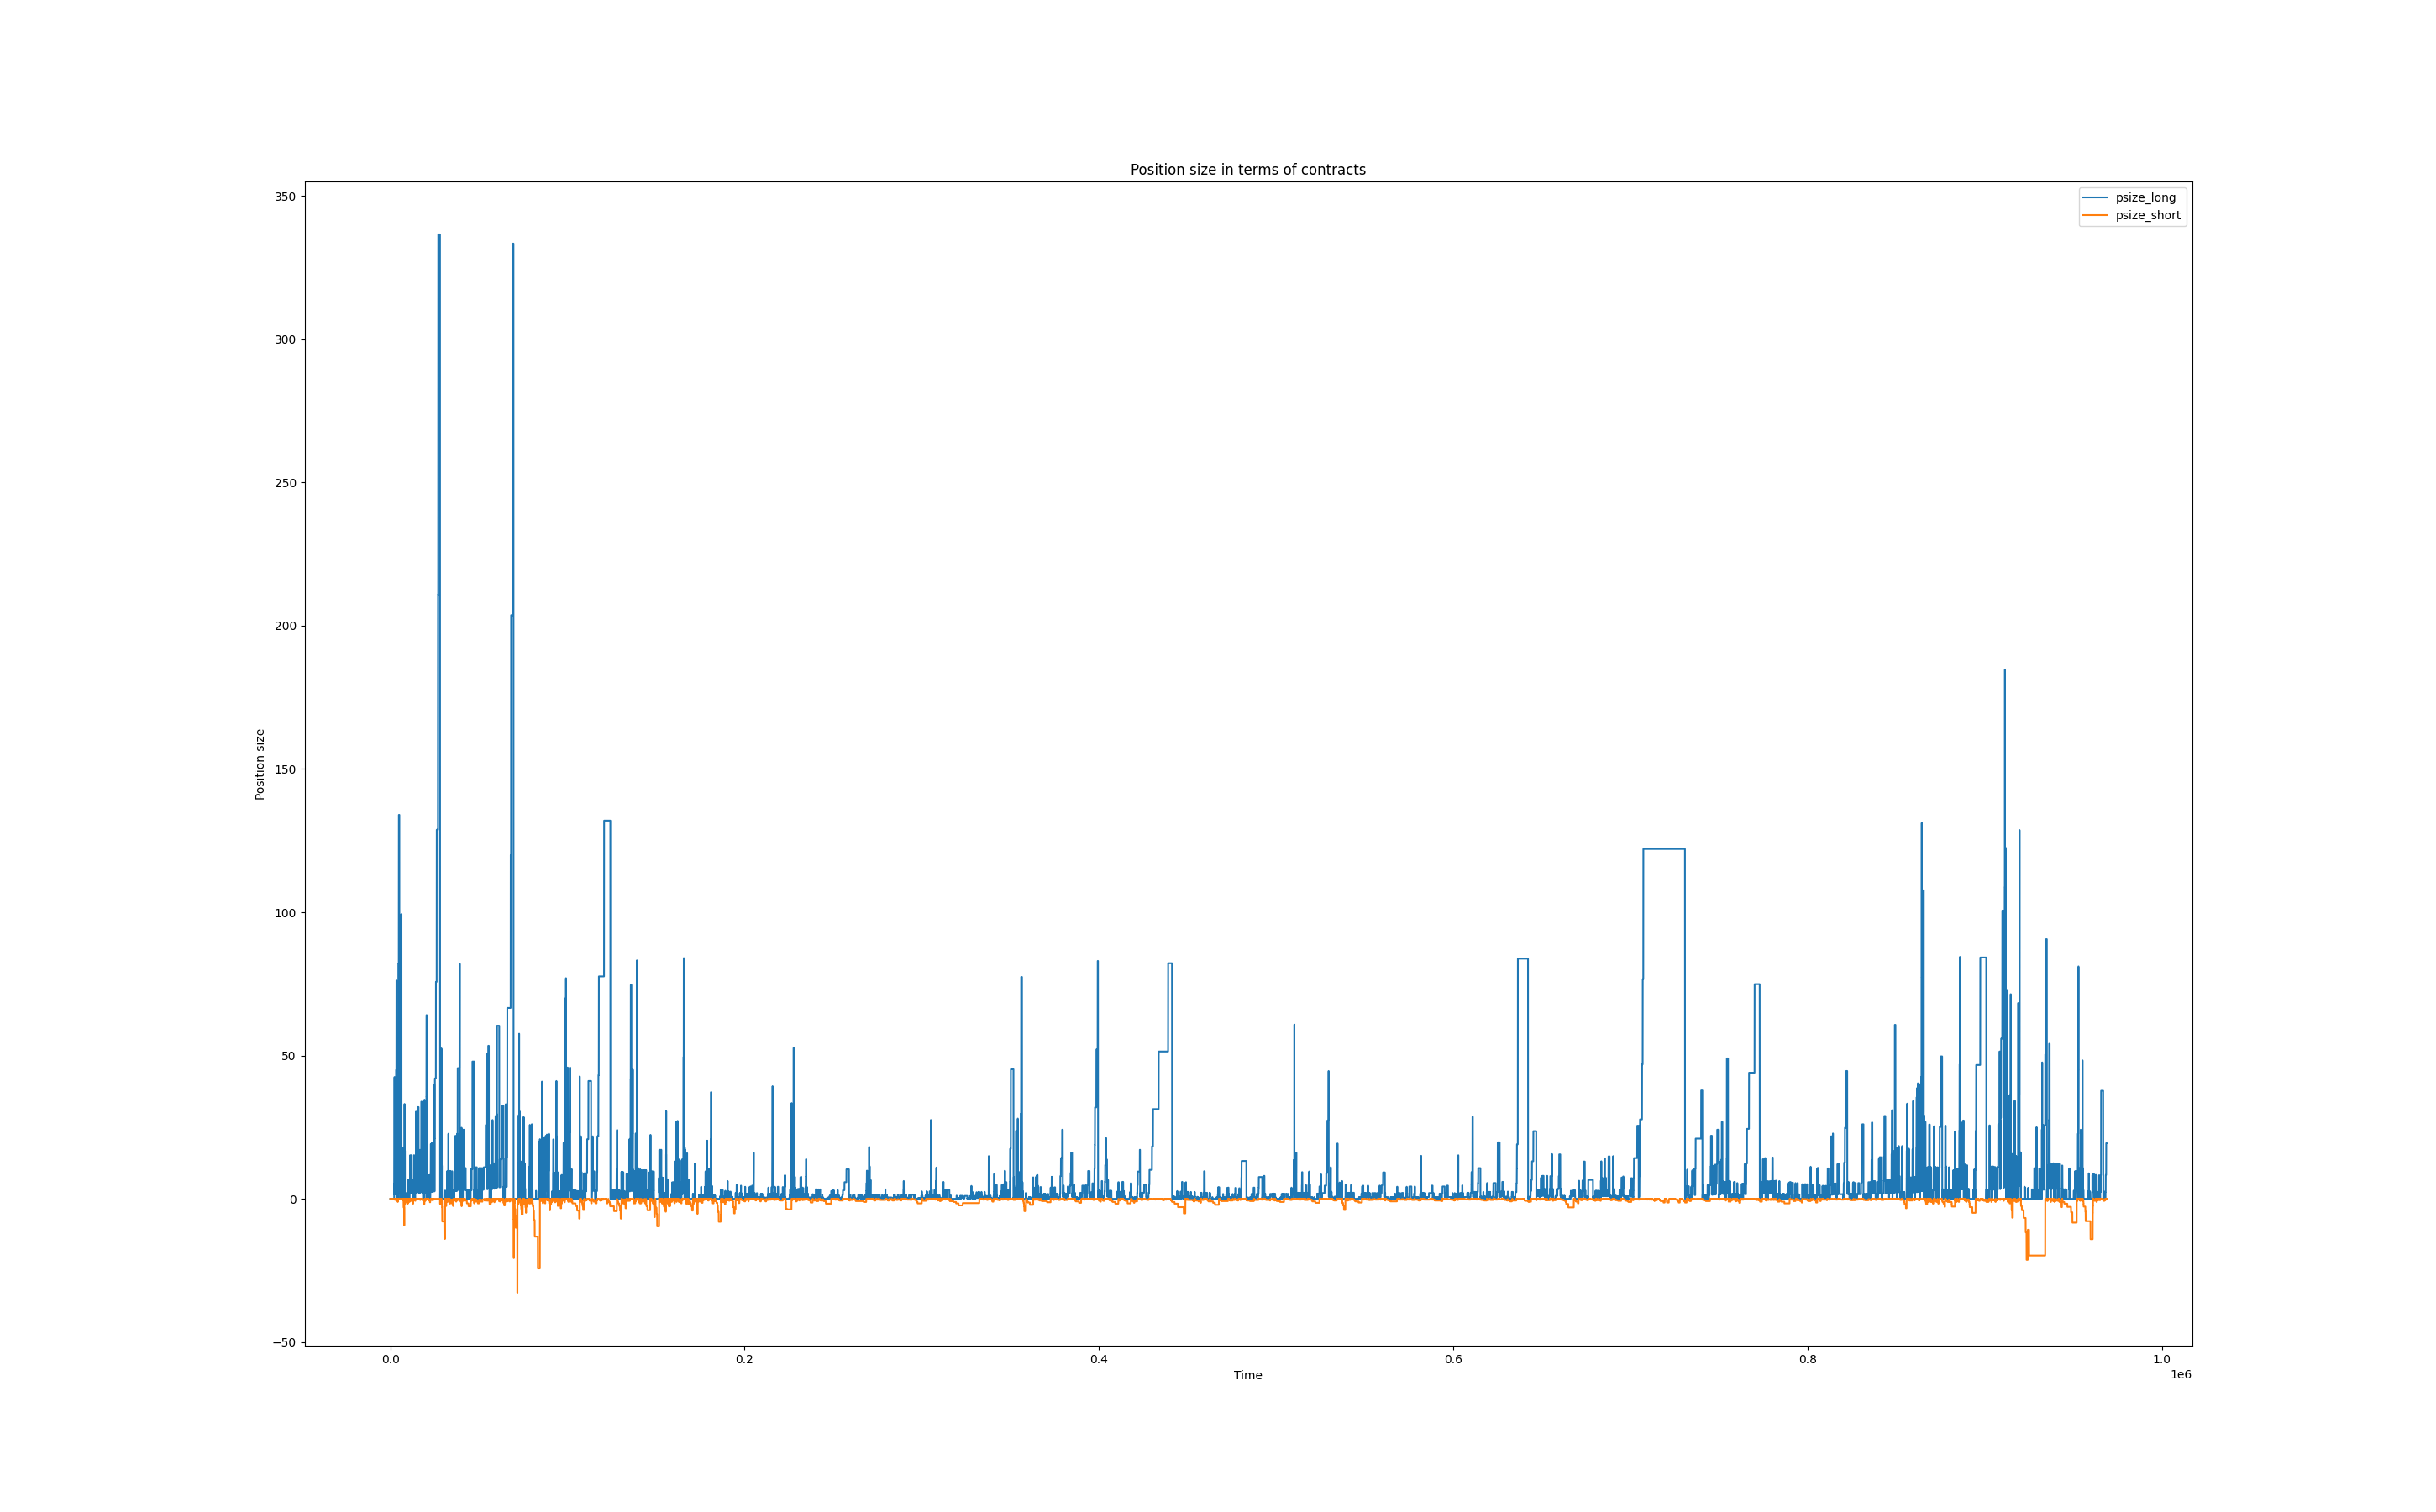 Position size in terms of contracts
psize_long
psize_short
350
300
250
200
150
100
50
0
−50
Position size
0.0
0.2
0.4
0.6
0.8
1.0
Time
1e6